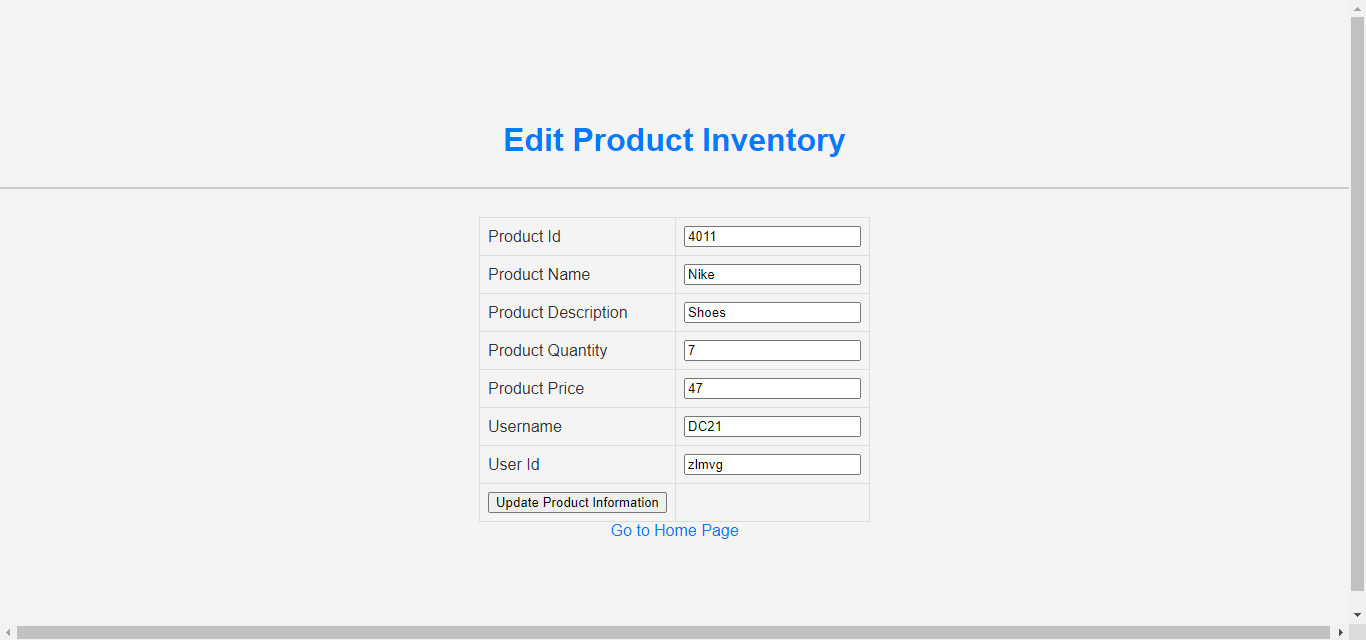 Edit Product Inventory
Product Id 4011
Product Name Nike
Product Description Shoes
Product Quantity 7
Product Price 47
Username DC21
User Id zlmvg
Update Product Information
Go to Home Page